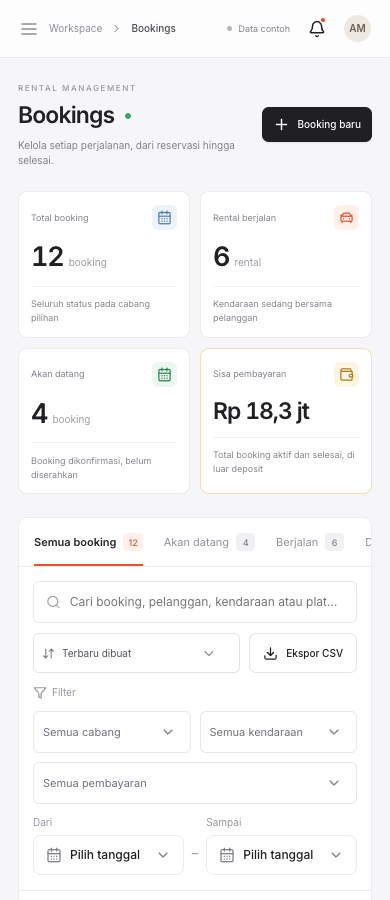 Workspace > Bookings
Data contoh
AM
RENTAL MANAGEMENT
Bookings
Booking baru
Kelola setiap perjalanan, dari reservasi hingga
selesai.
Total booking
12 booking
Seluruh status pada cabang
pilihan
Rental berjalan
6 rental
Kendaraan sedang bersama
pelanggan
Akan datang
4 booking
Booking dikonfirmasi, belum
diserahkan
Sisa pembayaran
Rp 18,3 jt
Total booking aktif dan selesai, di
luar deposit
Semua booking 12
Akan datang 4
Berjalan 6
Cari booking, pelanggan, kendaraan atau plat...
Terbaru dibuat
Ekspor CSV
Filter
Semua cabang
Semua kendaraan
Semua pembayaran
Dari
Sampai
Pilih tanggal – Pilih tanggal